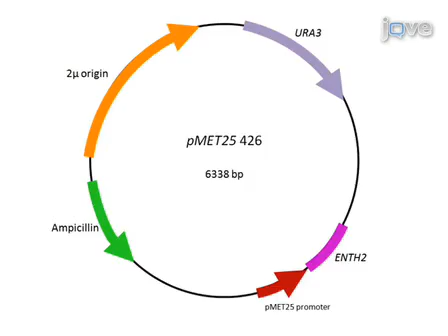 jove
URA3
2μ origin
pMET25 426
6338 bp
Ampicillin
ENTH2
pMET25 promoter